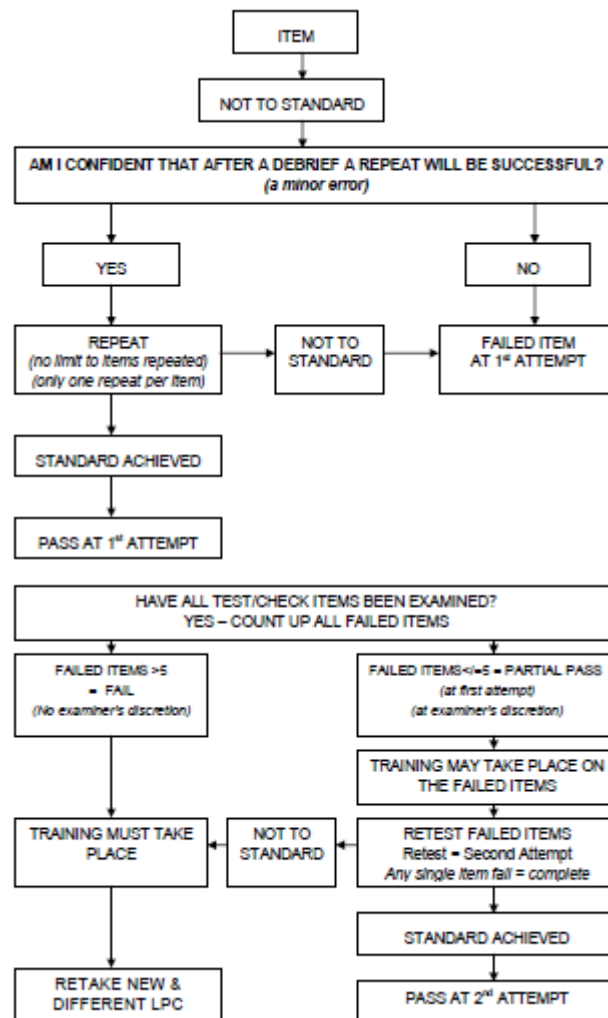 ITEM
NOT TO STANDARD
AM I CONFIDENT THAT AFTER A DEBRIEF A REPEAT WILL BE SUCCESSFUL?
(a minor error)
YES
NO
REPEAT
(no limit to items repeated)
(only one repeat per item)
NOT TO
STANDARD
FAILED ITEM
AT 1st ATTEMPT
STANDARD ACHIEVED
PASS AT 1st ATTEMPT
HAVE ALL TEST/CHECK ITEMS BEEN EXAMINED?
YES – COUNT UP ALL FAILED ITEMS
FAILED ITEMS >5
= FAIL
(No examiner's discretion)
FAILED ITEMS</=5 = PARTIAL PASS
(at first attempt)
(at examiner's discretion)
TRAINING MAY TAKE PLACE ON
THE FAILED ITEMS
TRAINING MUST TAKE
PLACE
NOT TO
STANDARD
RETEST FAILED ITEMS
Retest = Second Attempt
Any single item fail = complete
STANDARD ACHIEVED
RETAKE NEW &
DIFFERENT LPC
PASS AT 2nd ATTEMPT